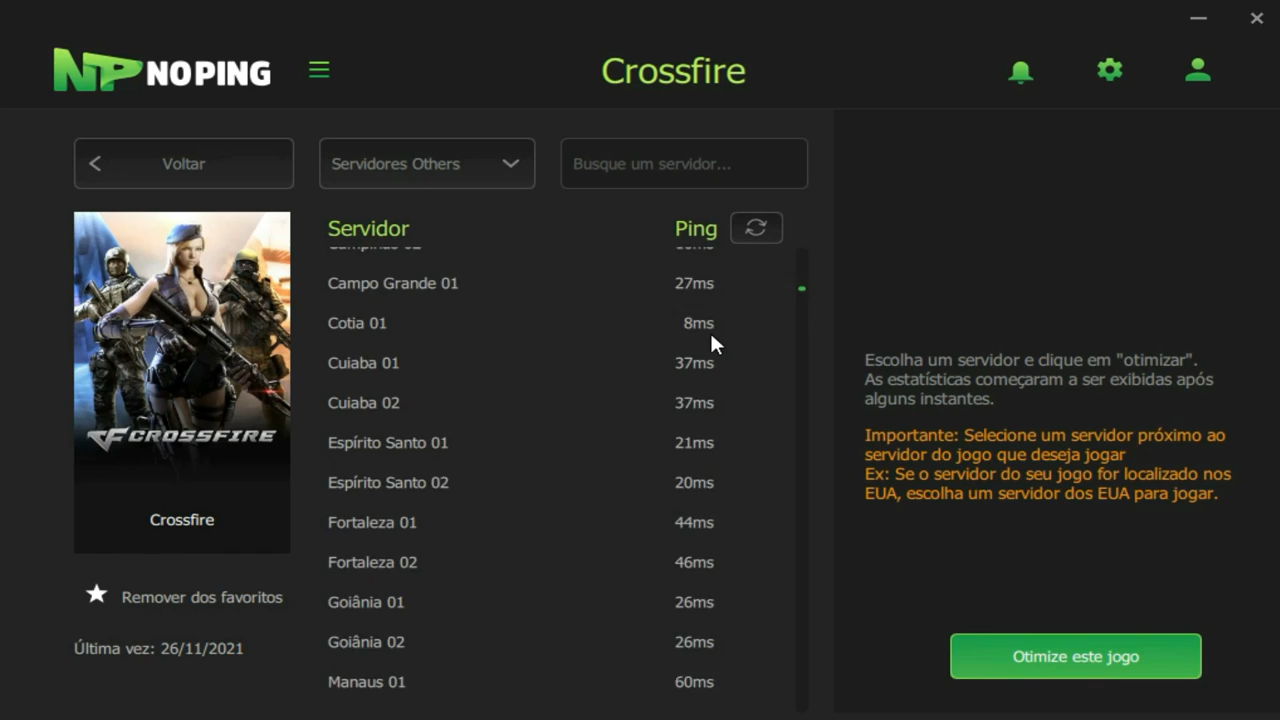 NP NOPING
Crossfire
Voltar
Servidores Others
Busque um servidor...
Servidor Ping
Campo Grande 01 27ms
Cotia 01 8ms
Cuiaba 01 37ms
Cuiaba 02 37ms
Espírito Santo 01 21ms
Espírito Santo 02 20ms
Fortaleza 01 44ms
Fortaleza 02 46ms
Goiânia 01 26ms
Goiânia 02 26ms
Manaus 01 60ms
CF CROSSFIRE
Crossfire
Remover dos favoritos
Última vez: 26/11/2021
Escolha um servidor e clique em "otimizar".
As estatísticas começaram a ser exibidas após
alguns instantes.
Importante: Selecione um servidor próximo ao
servidor do jogo que deseja jogar
Ex: Se o servidor do seu jogo for localizado nos
EUA, escolha um servidor dos EUA para jogar.
Otimize este jogo